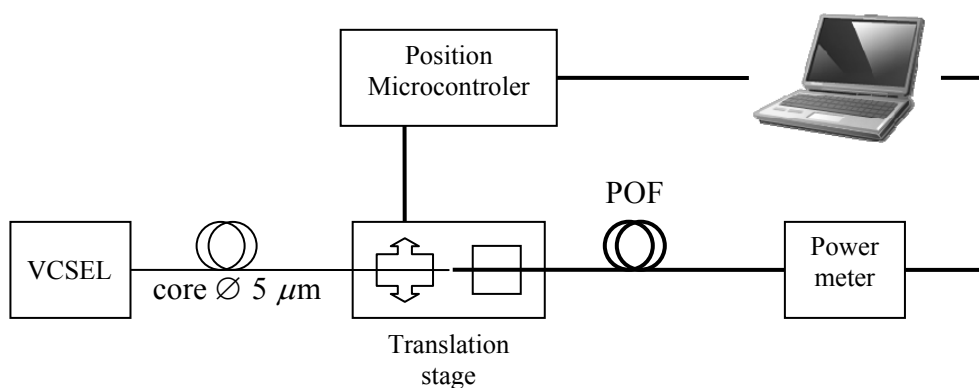 Position
Microcontroler
POF
VCSEL
core ∅ 5 μm
Power
meter
Translation
stage